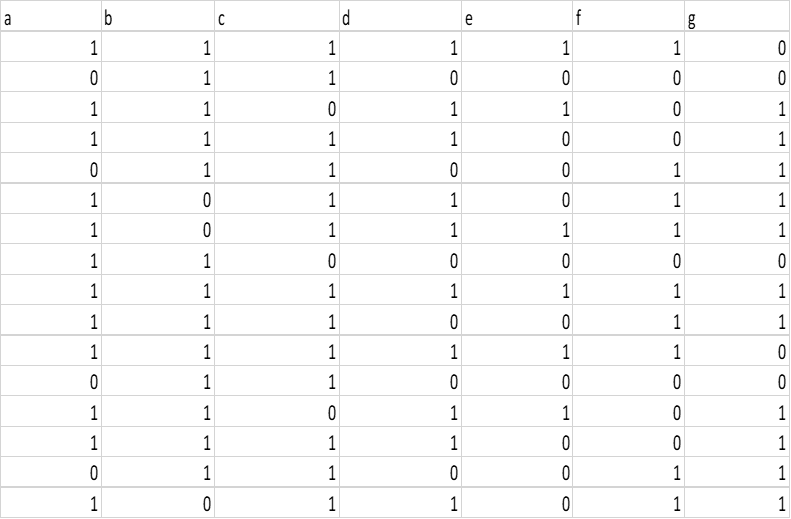 a b c d e f g
1 1 1 1 1 1 0
0 1 1 0 0 0 0
1 1 0 1 1 0 1
1 1 1 1 0 0 1
0 1 1 0 0 1 1
1 0 1 1 0 1 1
1 0 1 1 1 1 1
1 1 0 0 0 0 0
1 1 1 1 1 1 1
1 1 1 0 0 1 1
1 1 1 1 1 1 0
0 1 1 0 0 0 0
1 1 0 1 1 0 1
1 1 1 1 0 0 1
0 1 1 0 0 1 1
1 0 1 1 0 1 1